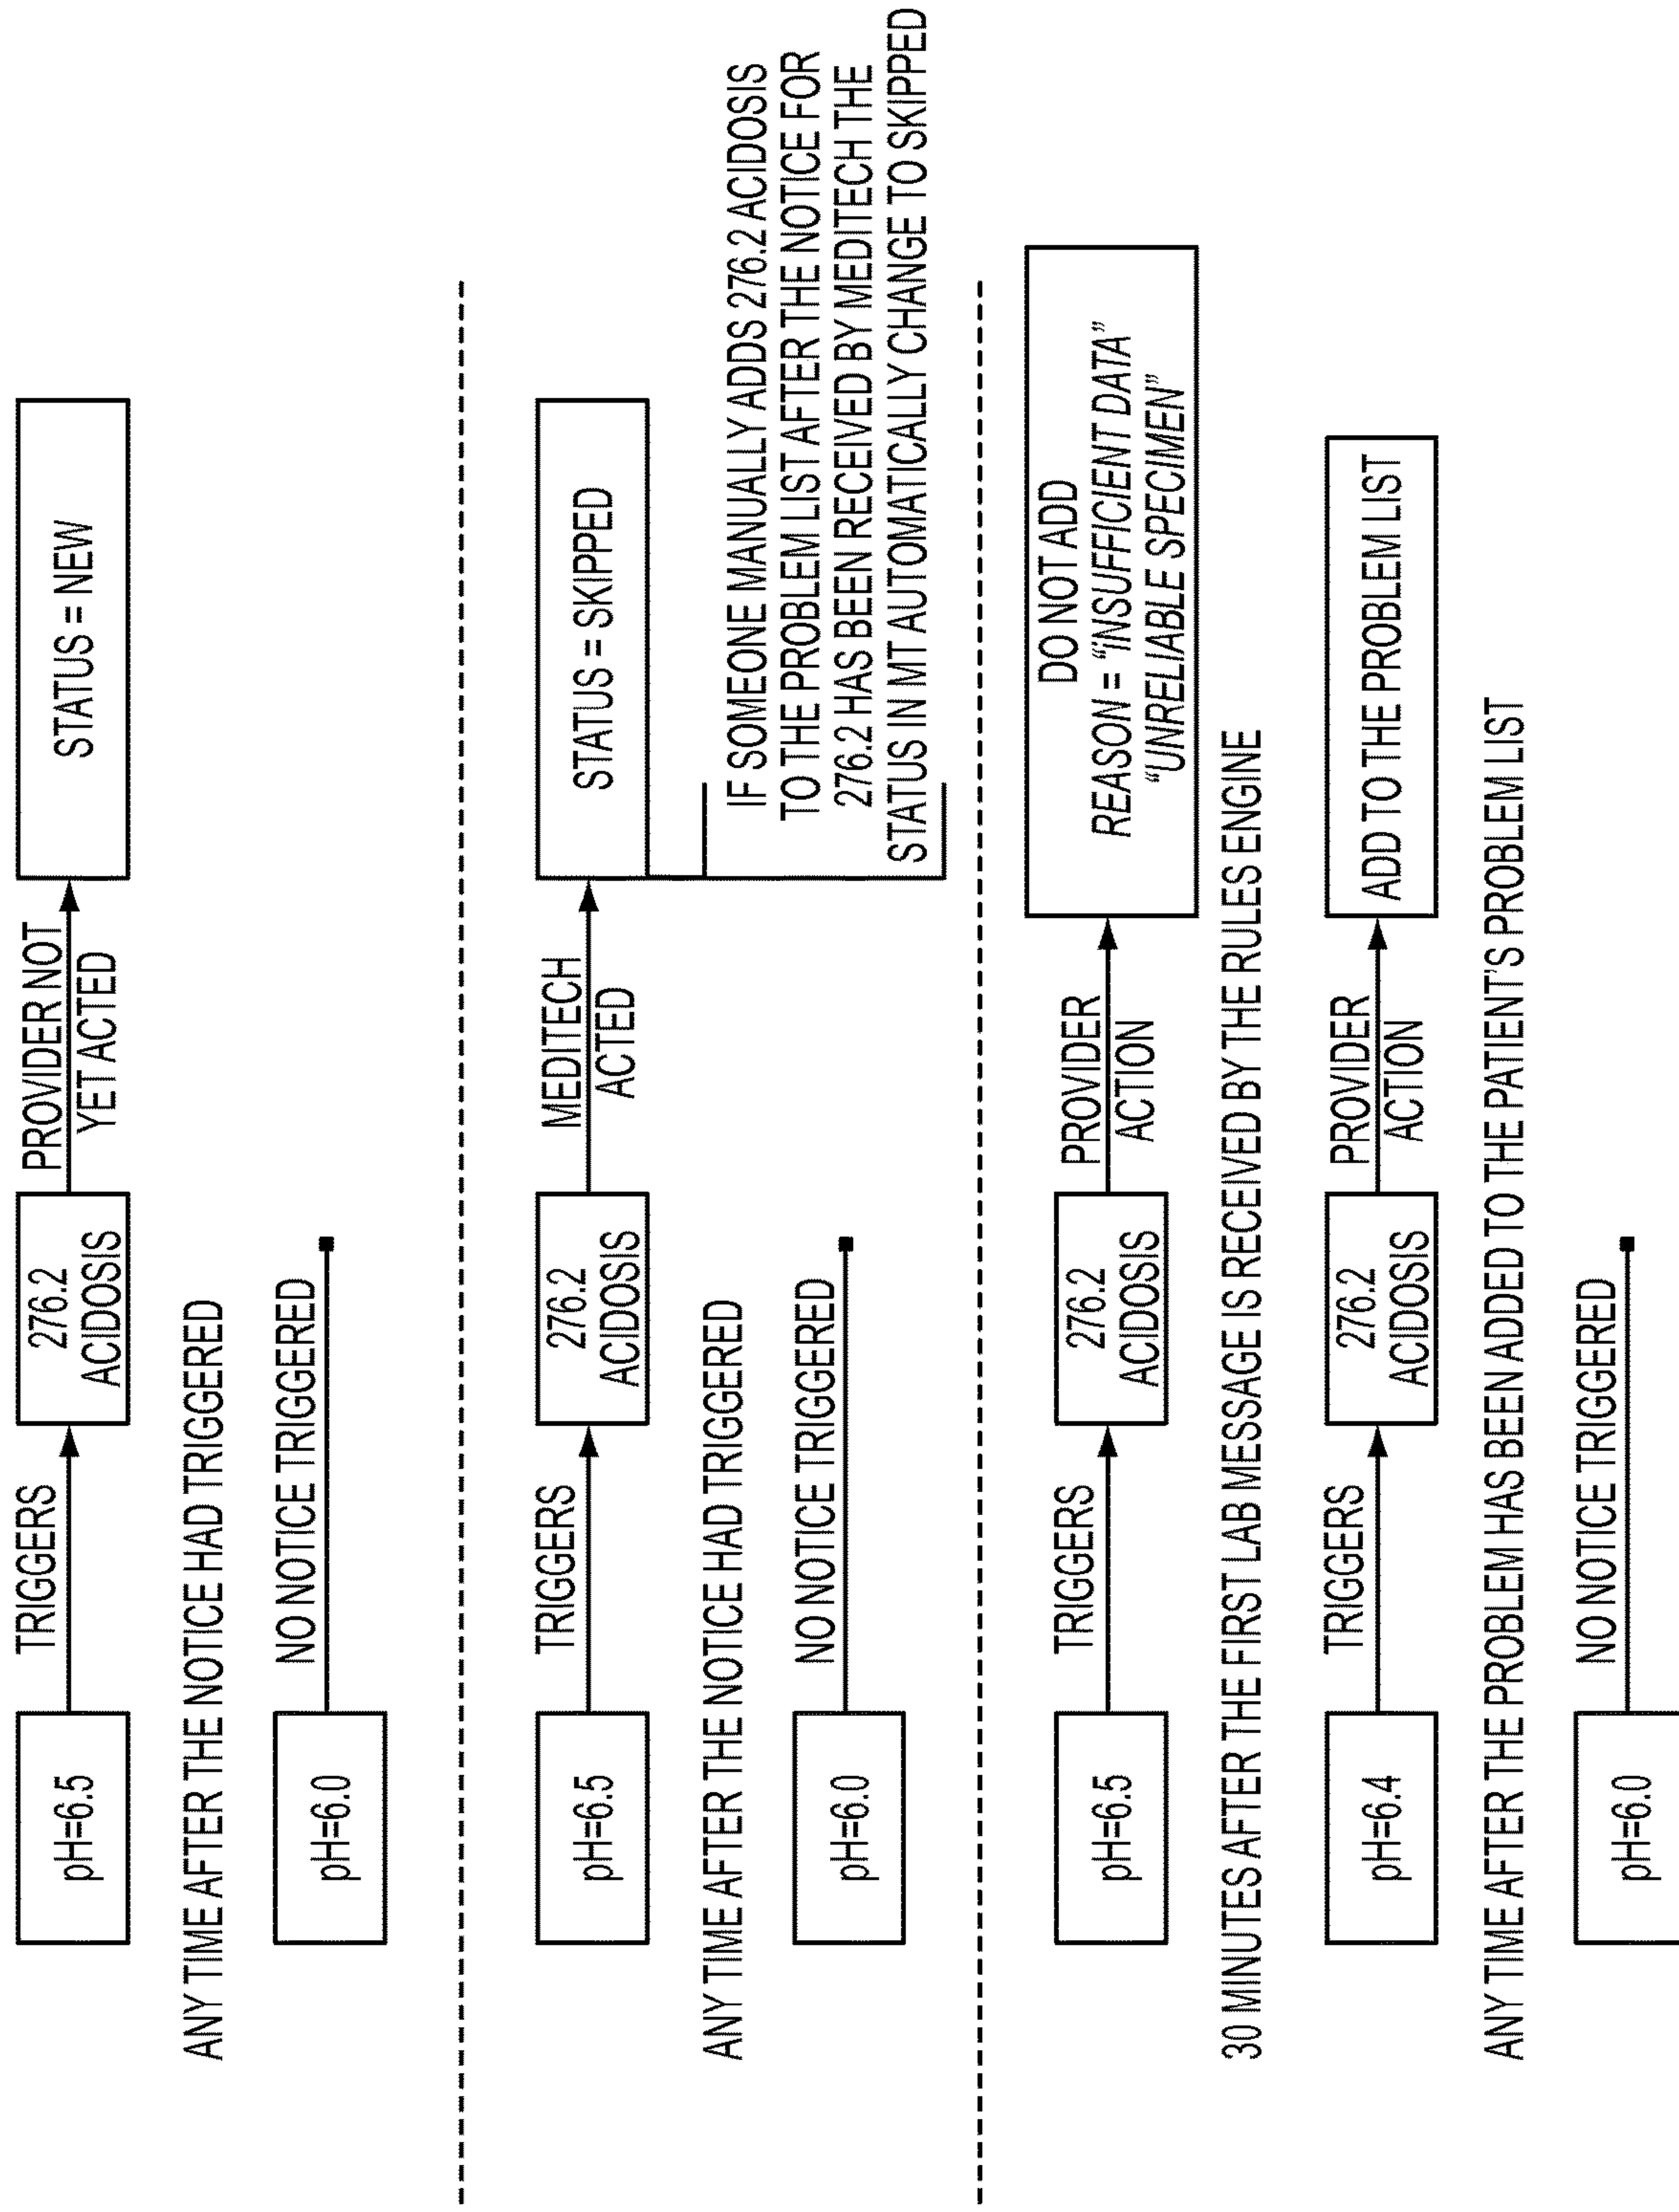 pH=6.5
TRIGGERS
276.2
ACIDOSIS
PROVIDER NOT
YET ACTED
STATUS = NEW
ANY TIME AFTER THE NOTICE HAD TRIGGERED
pH=6.0
NO NOTICE TRIGGERED
pH=6.5
TRIGGERS
276.2
ACIDOSIS
MEDITECH
ACTED
STATUS = SKIPPED
IF SOMEONE MANUALLY ADDS 276.2 ACIDOSIS
TO THE PROBLEM LIST AFTER THE NOTICE FOR
276.2 HAS BEEN RECEIVED BY MEDITECH THE
STATUS IN MT AUTOMATICALLY CHANGE TO SKIPPED
ANY TIME AFTER THE NOTICE HAD TRIGGERED
pH=6.0
NO NOTICE TRIGGERED
pH=6.5
TRIGGERS
276.2
ACIDOSIS
PROVIDER
ACTION
DO NOT ADD
REASON = “iNSUFFICIENT DATA”
“UNRELIABLE SPECIMEN”
30 MINUTES AFTER THE FIRST LAB MESSAGE IS RECEIVED BY THE RULES ENGINE
pH=6.4
TRIGGERS
276.2
ACIDOSIS
PROVIDER
ACTION
ADD TO THE PROBLEM LIST
ANY TIME AFTER THE PROBLEM HAS BEEN ADDED TO THE PATIENT’S PROBLEM LIST
pH=6.0
NO NOTICE TRIGGERED